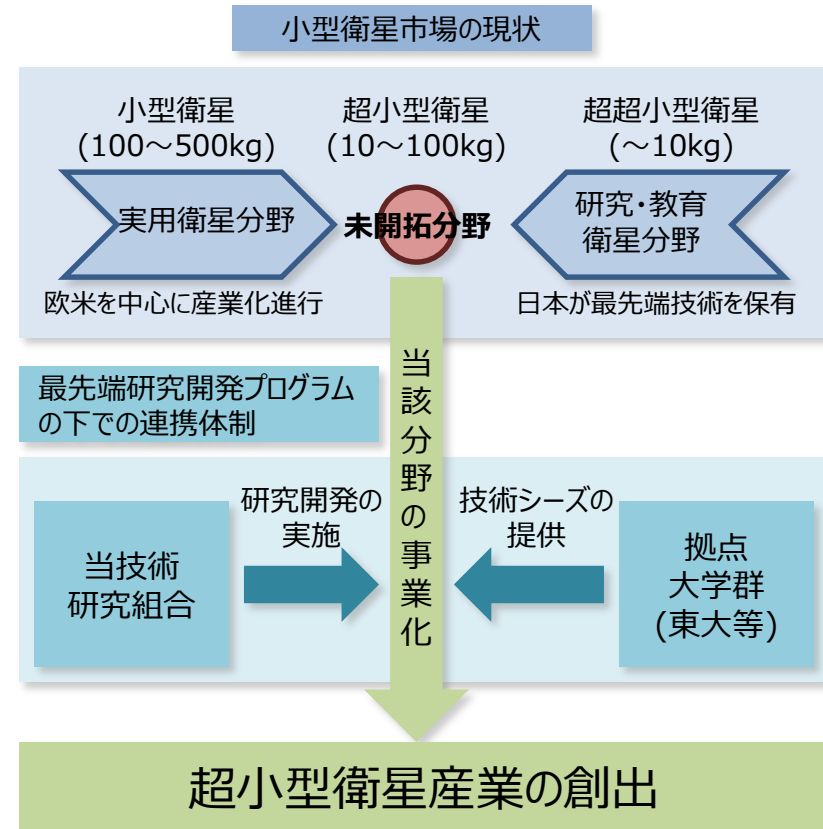 小型衛星市場の現状
小型衛星
(100～500kg)
超小型衛星
(10～100kg)
超超小型衛星
(～10kg)
実用衛星分野
未開拓分野
研究・教育
衛星分野
欧米を中心に産業化進行
日本が最先端技術を保有
当該分野の事業化
最先端研究開発プログラム
の下での連携体制
当技術
研究組合
研究開発の
実施
技術シーズの
提供
拠点
大学群
(東大等)
超小型衛星産業の創出